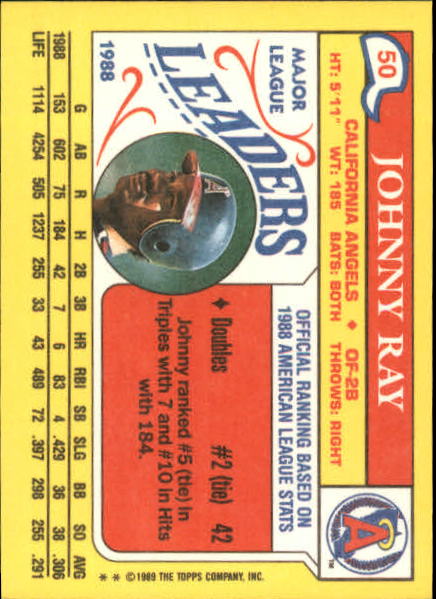 50
JOHNNY RAY
CALIFORNIA ANGELS ♦ OF-2B
HT: 5'11" WT: 185 BATS: BOTH THROWS: RIGHT
A
TM
MAJOR
LEAGUE
LEADERS
1988
A
OFFICIAL RANKING BASED ON
1988 AMERICAN LEAGUE STATS
♦ Doubles #2 (tie) 42
Johnny ranked #5 (tie) in
Triples with 7 and #10 in Hits
with 184.
G AB R H 2B 3B HR RBI SB SLG BB SO AVG
1988 153 602 75 184 42 7 6 83 4 .429 36 38 .306
LIFE 1114 4254 505 1237 255 33 43 489 72 .397 298 255 .291
* * ©1989 THE TOPPS COMPANY, INC.